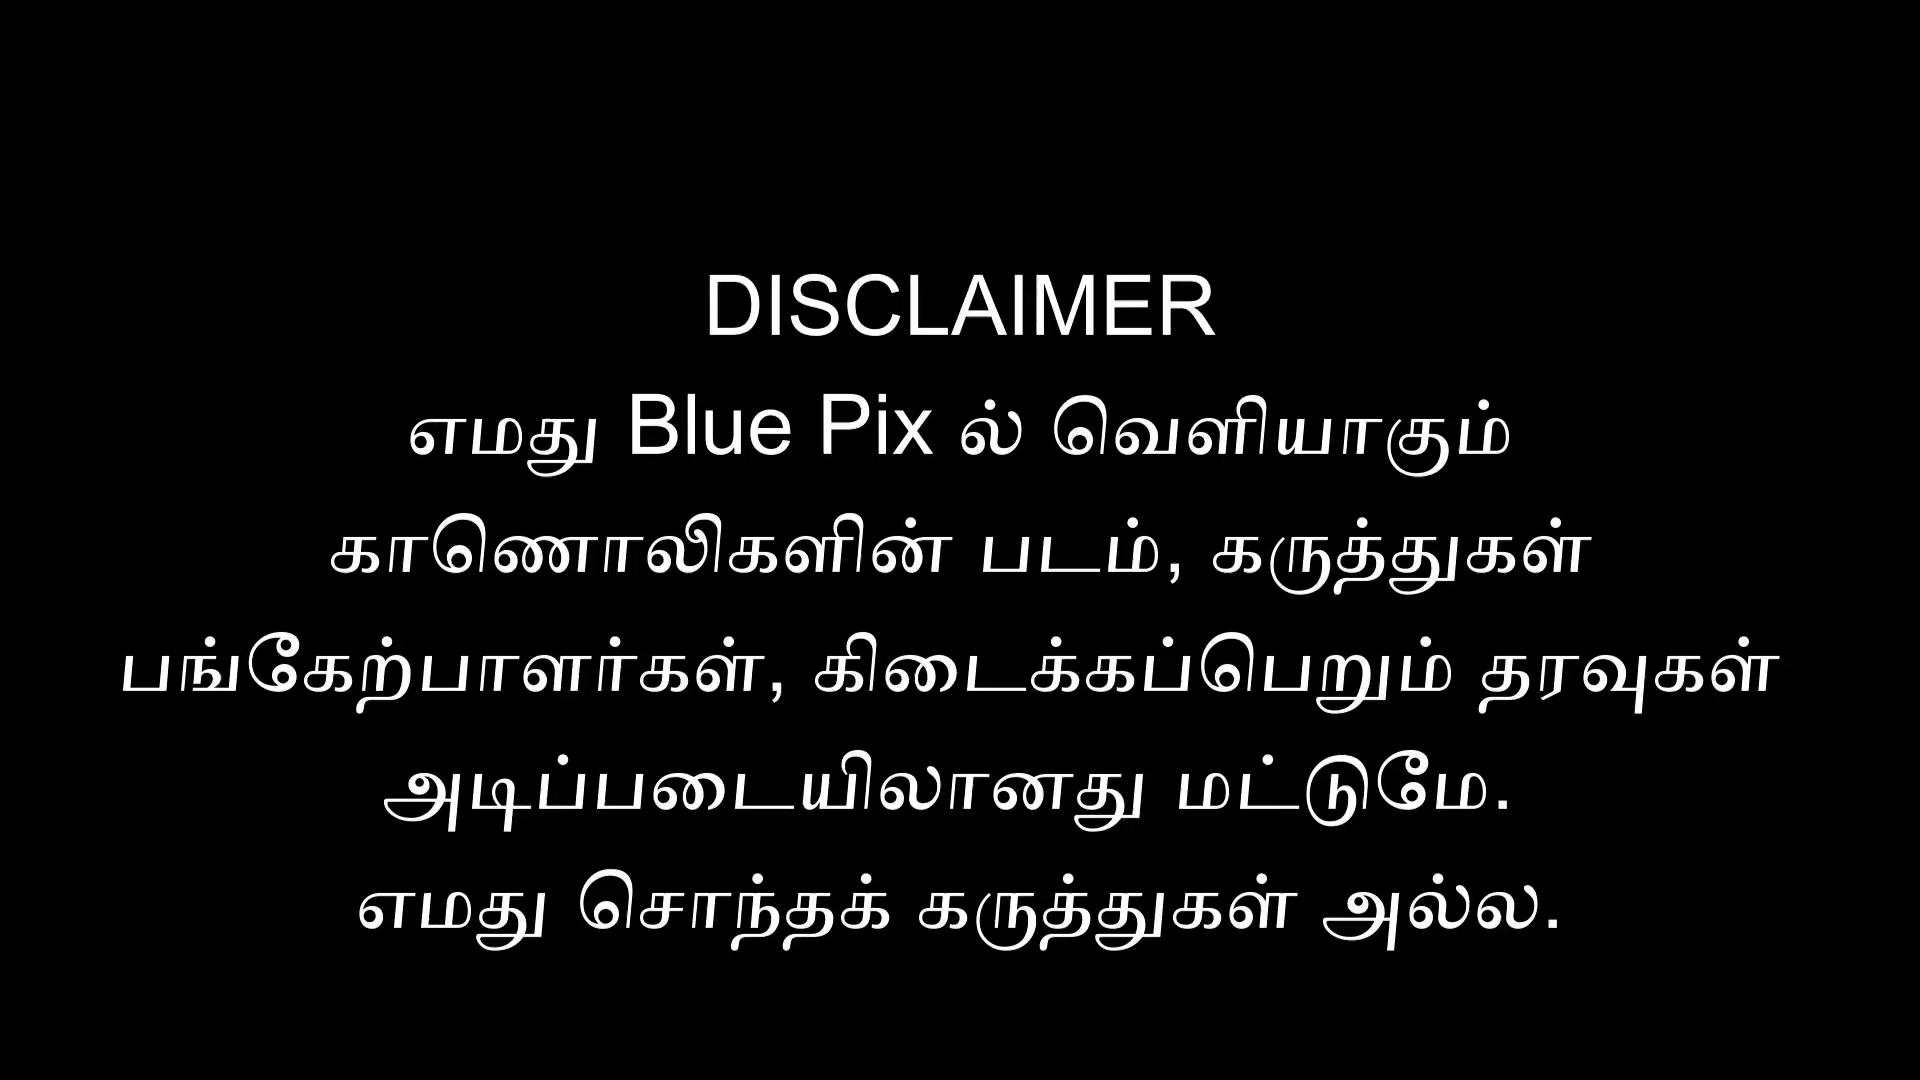 DISCLAIMER
எமது Blue Pix ல் வெளியாகும்
காணொலிகளின் படம், கருத்துகள்
பங்கேற்பாளர்கள், கிடைக்கப்பெறும் தரவுகள்
அடிப்படையிலானது மட்டுமே.
எமது சொந்தக் கருத்துகள் அல்ல.